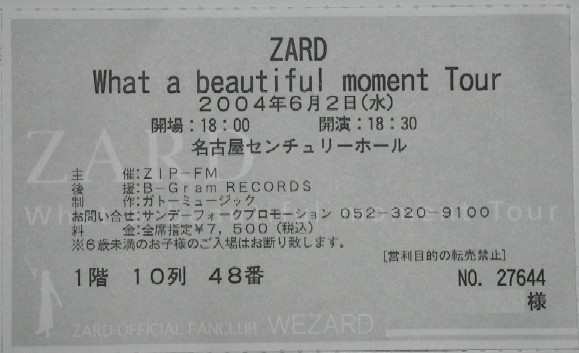 ZARD
What a beautiful moment Tour
2004年6月2日(水)
開場:18:00 開演:18:30
名古屋センチュリーホール
ZARD
What a beautiful moment Tour
主 催:ZIP-FM
後 援:B-Gram RECORDS
制 作:ガトーミュージック
お問い合せ:サンデーフォークプロモーション 052-320-9100
料 金:全席指定¥7,500(税込)
※6歳未満のお子様のご入場はお断り致します。
[営利目的の転売禁止]
1階 10列 48番
NO. 27644
様
ZARD OFFICIAL FANCLUB WEZARD